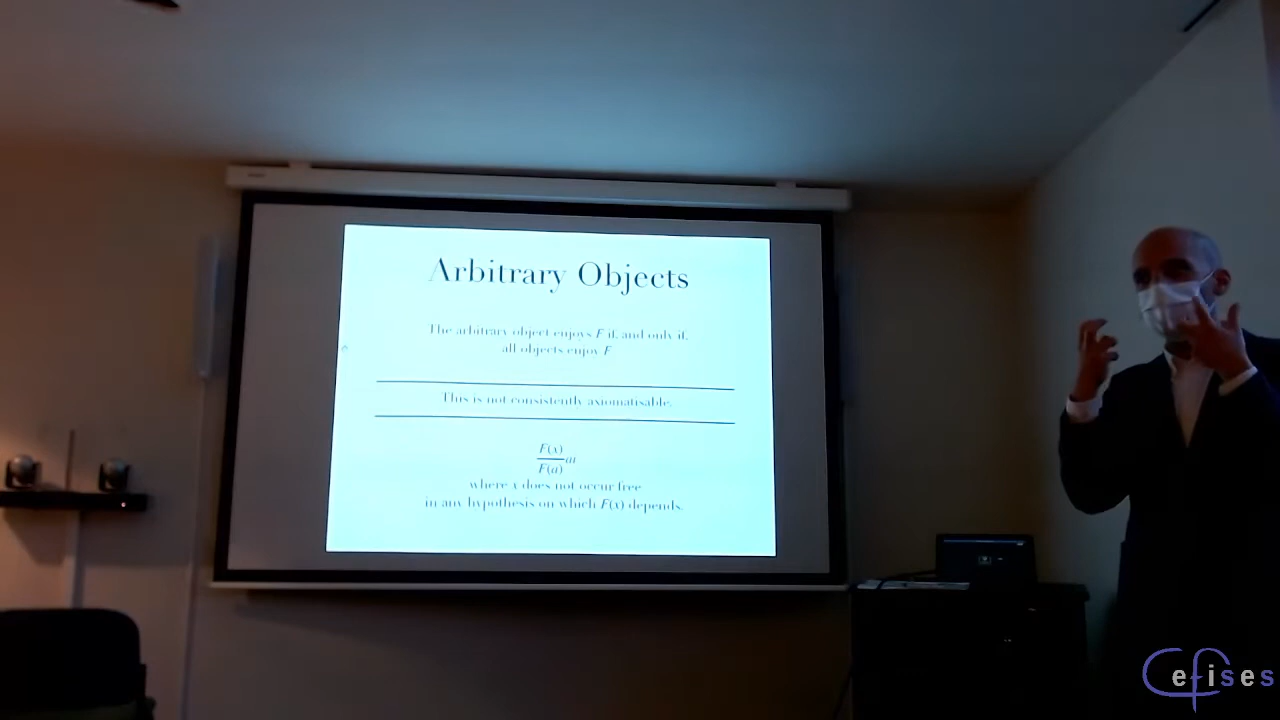 Arbitrary Objects
The arbitrary object enjoys F if, and only if,
all objects enjoy F
This is not consistently axiomatisable.
F(x)
F(a)
where x does not occur free
in any hypothesis on which F(x) depends.
Cefises